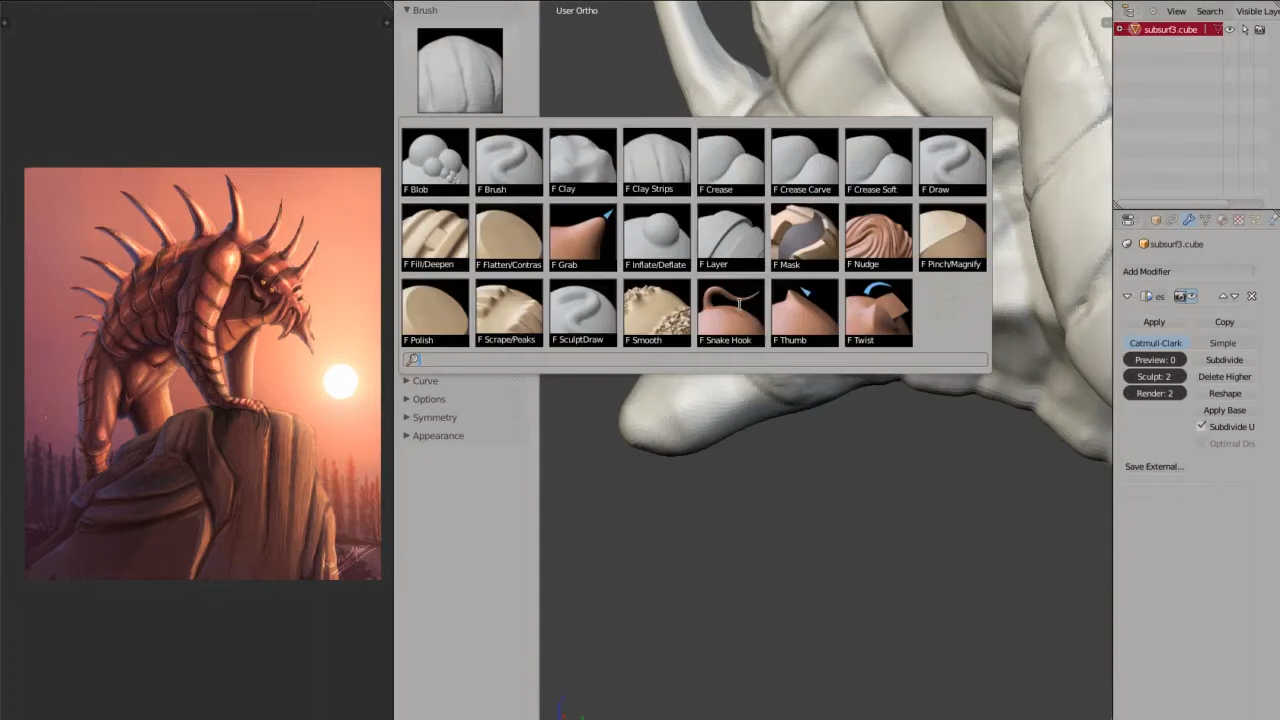 Brush
User Ortho
View Search Visible Laye
subsurf3.cube
F Blob F Brush F Clay F Clay Strips F Crease F Crease Carve F Crease Soft F Draw
F Fill/Deepen F Flatten/Contras F Grab F Inflate/Deflate F Layer F Mask F Nudge F Pinch/Magnify
F Polish F Scrape/Peaks F SculptDraw F Smooth F Snake Hook F Thumb F Twist
Curve
Options
Symmetry
Appearance
subsurf3.cube
Add Modifier
es
Apply Copy
Catmull-Clark Simple
Preview: 0 Subdivide
Sculpt: 2 Delete Higher
Render: 2 Reshape
Apply Base
Subdivide U
Optimal Dis
Save External...